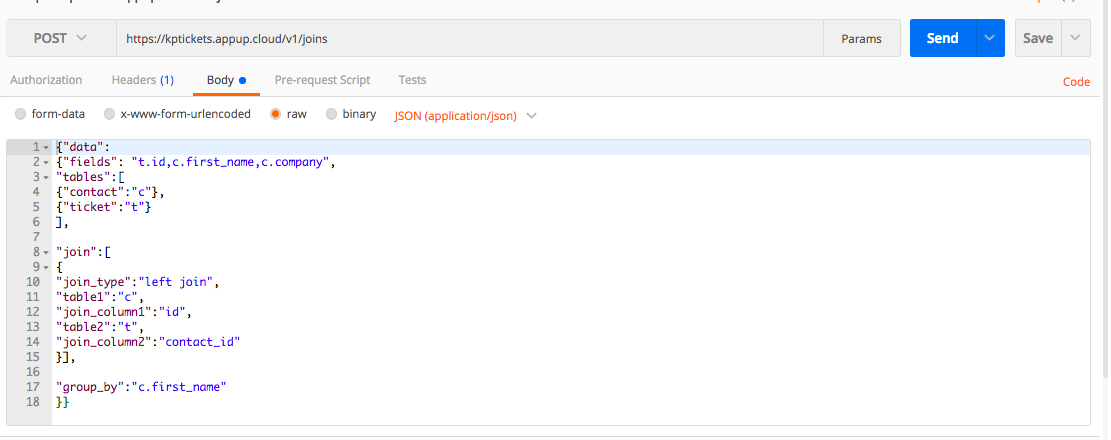 POST https://kptickets.appup.cloud/v1/joins Params Send Save
Authorization Headers (1) Body Pre-request Script Tests Code
form-data x-www-form-urlencoded raw binary JSON (application/json)
1 {"data":
2 {"fields": "t.id,c.first_name,c.company",
3 "tables":[
4 {"contact":"c"},
5 {"ticket":"t"}
6 ],
7
8 "join":[
9 {
10 "join_type":"left join",
11 "table1":"c",
12 "join_column1":"id",
13 "table2":"t",
14 "join_column2":"contact_id"
15 }],
16
17 "group_by":"c.first_name"
18 }}